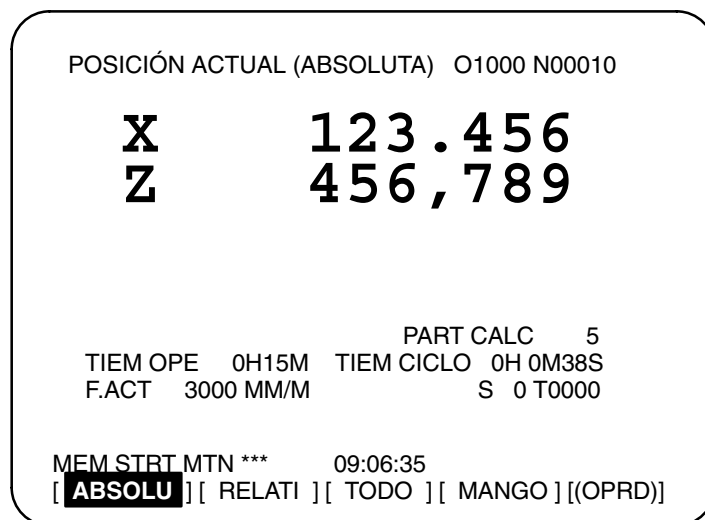 POSICIÓN ACTUAL (ABSOLUTA) O1000 N00010
X 123.456
Z 456,789
PART CALC 5
TIEM OPE 0H15M TIEM CICLO 0H 0M38S
F.ACT 3000 MM/M S 0 T0000
MEM STRT MTN *** 09:06:35
[ ABSOLU ] [ RELATI ] [ TODO ] [ MANGO ] [(OPRD)]